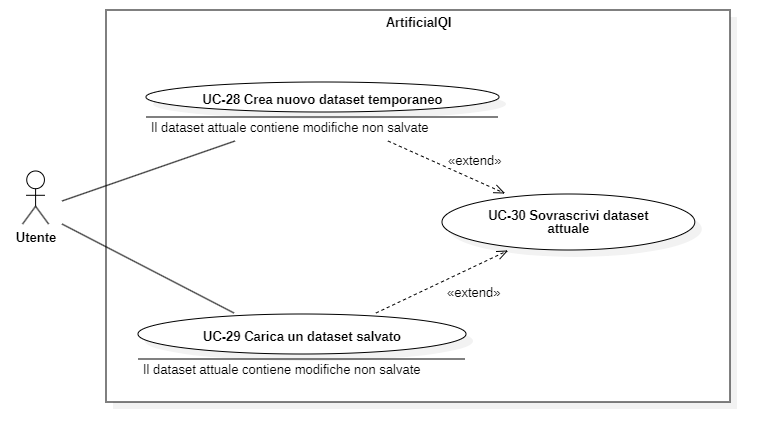 ArtificialQI
UC-28 Crea nuovo dataset temporaneo
Il dataset attuale contiene modifiche non salvate
«extend»
Utente
UC-30 Sovrascrivi dataset
attuale
«extend»
UC-29 Carica un dataset salvato
Il dataset attuale contiene modifiche non salvate